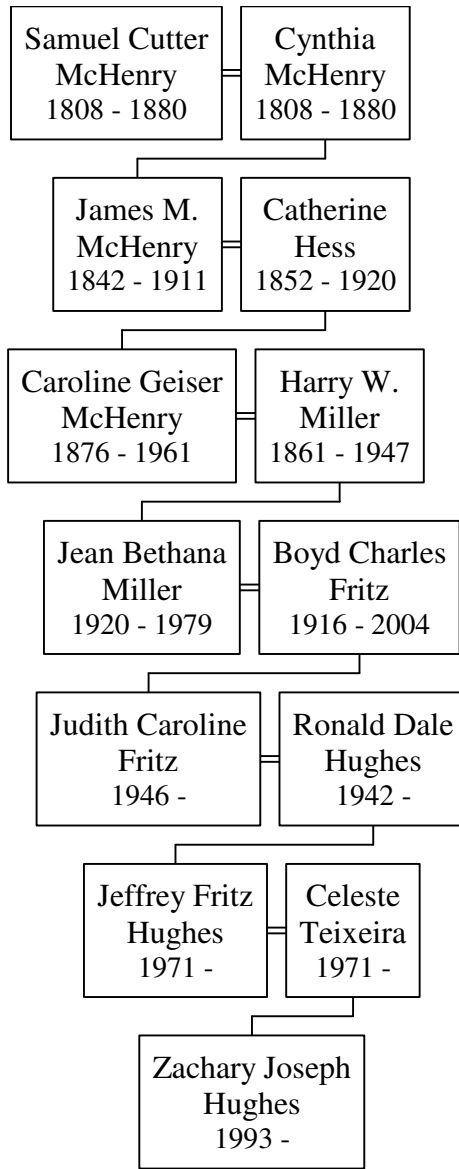 Samuel Cutter
McHenry
1808 - 1880
Cynthia
McHenry
1808 - 1880
James M.
McHenry
1842 - 1911
Catherine
Hess
1852 - 1920
Caroline Geiser
McHenry
1876 - 1961
Harry W.
Miller
1861 - 1947
Jean Bethana
Miller
1920 - 1979
Boyd Charles
Fritz
1916 - 2004
Judith Caroline
Fritz
1946 -
Ronald Dale
Hughes
1942 -
Jeffrey Fritz
Hughes
1971 -
Celeste
Teixeira
1971 -
Zachary Joseph
Hughes
1993 -